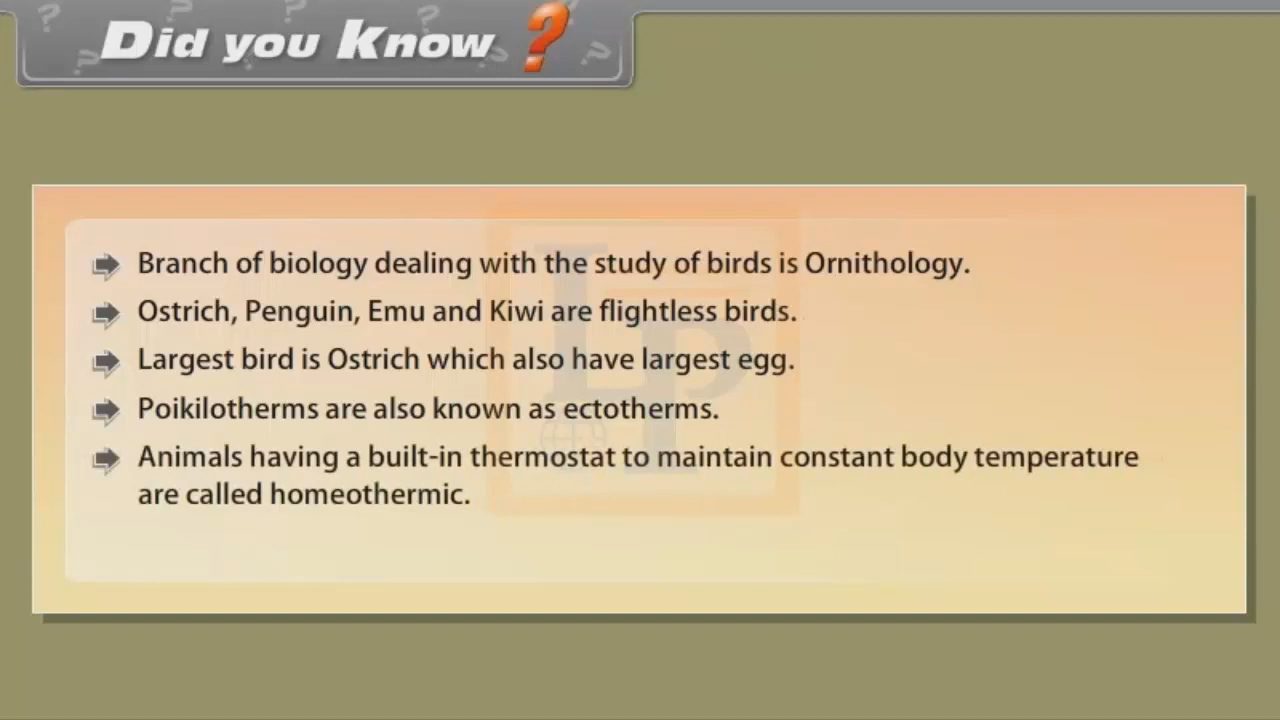 Did you Know ?
Branch of biology dealing with the study of birds is Ornithology.
Ostrich, Penguin, Emu and Kiwi are flightless birds.
Largest bird is Ostrich which also have largest egg.
Poikilotherms are also known as ectotherms.
Animals having a built-in thermostat to maintain constant body temperature
are called homeothermic.
LP